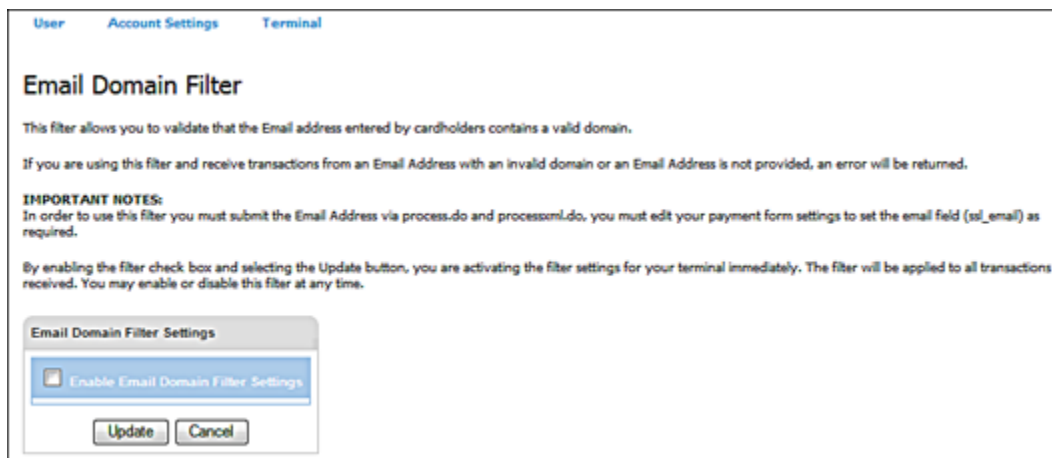 User Account Settings Terminal
Email Domain Filter
This filter allows you to validate that the Email address entered by cardholders contains a valid domain.
If you are using this filter and receive transactions from an Email Address with an invalid domain or an Email Address is not provided, an error will be returned.
IMPORTANT NOTES:
In order to use this filter you must submit the Email Address via process.do and processxml.do, you must edit your payment form settings to set the email field (ssl_email) as
required.
By enabling the filter check box and selecting the Update button, you are activating the filter settings for your terminal immediately. The filter will be applied to all transactions
received. You may enable or disable this filter at any time.
Email Domain Filter Settings
Enable Email Domain Filter Settings
Update Cancel